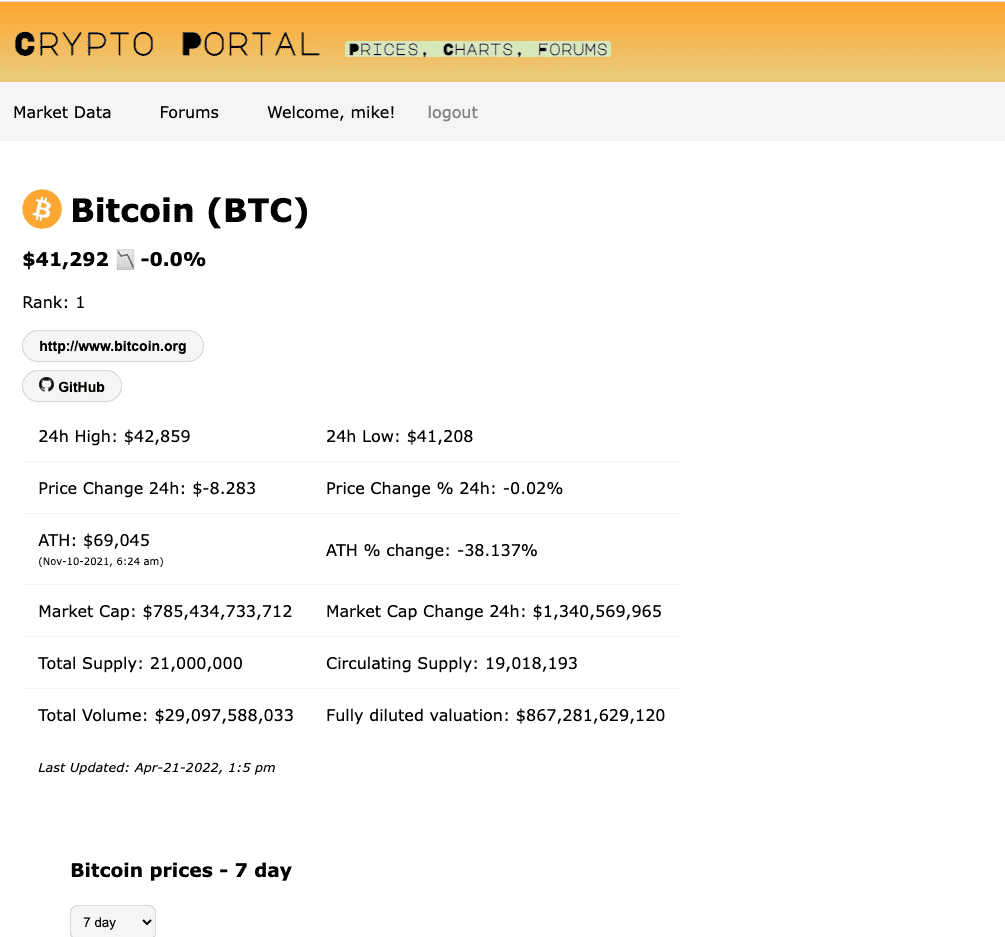 Crypto Portal Prices, Charts, Forums
Market Data Forums Welcome, mike! logout
Bitcoin (BTC)
$41,292 -0.0%
Rank: 1
http://www.bitcoin.org
GitHub
24h High: $42,859 24h Low: $41,208
Price Change 24h: $-8.283 Price Change % 24h: -0.02%
ATH: $69,045
(Nov-10-2021, 6:24 am)
ATH % change: -38.137%
Market Cap: $785,434,733,712 Market Cap Change 24h: $1,340,569,965
Total Supply: 21,000,000 Circulating Supply: 19,018,193
Total Volume: $29,097,588,033 Fully diluted valuation: $867,281,629,120
Last Updated: Apr-21-2022, 1:5 pm
Bitcoin prices - 7 day
7 day